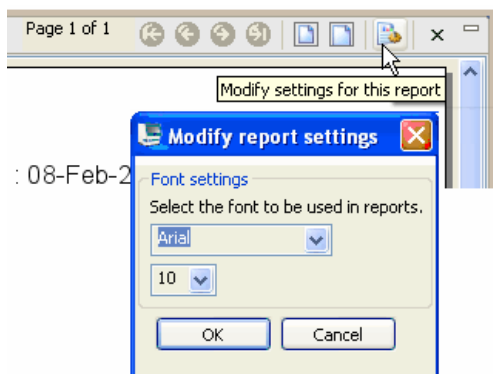 Page 1 of 1
Modify settings for this report
Modify report settings
: 08-Feb-2
Font settings
Select the font to be used in reports.
Arial
10
OK
Cancel